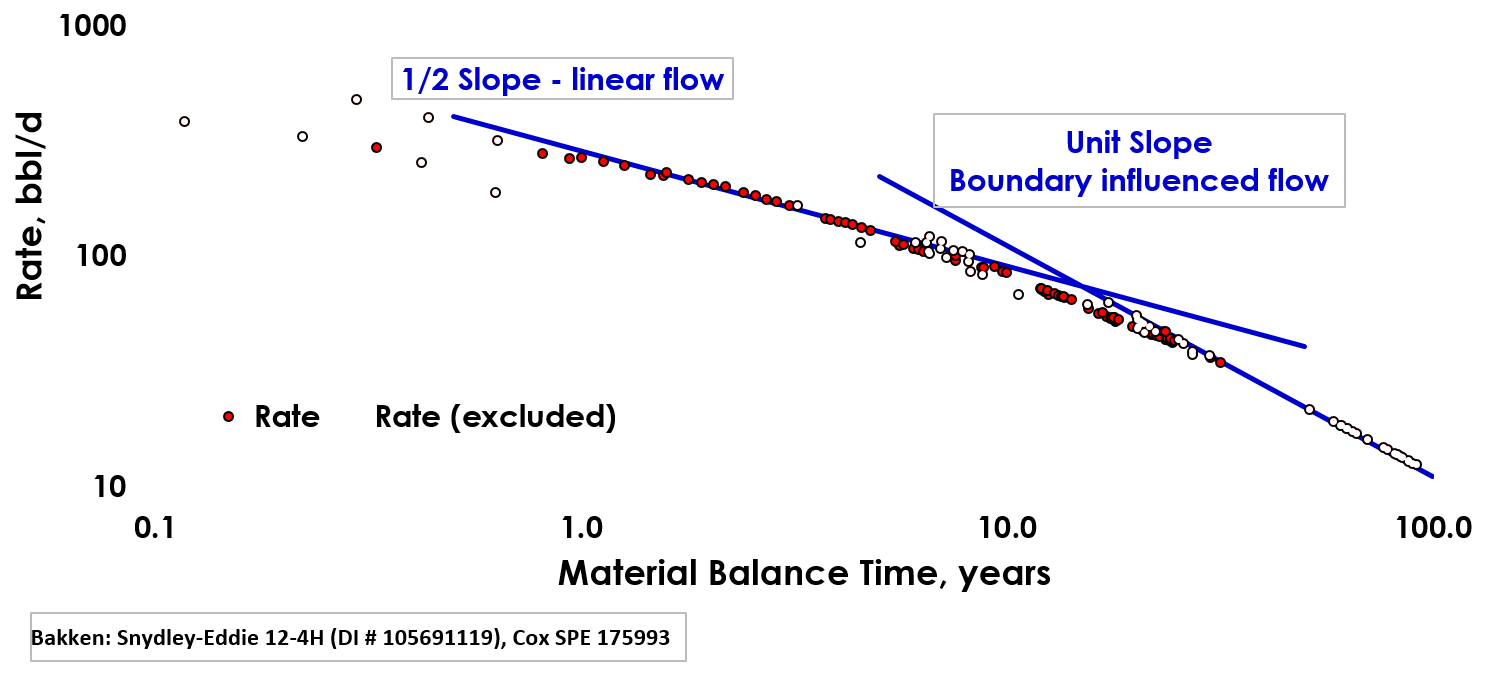 1000
1/2 Slope - linear flow
Unit Slope
Boundary influenced flow
Rate, bbl/d
100
Rate
Rate (excluded)
10
0.1
1.0
10.0
100.0
Material Balance Time, years
Bakken: Snydley-Eddie 12-4H (DI # 105691119), Cox SPE 175993